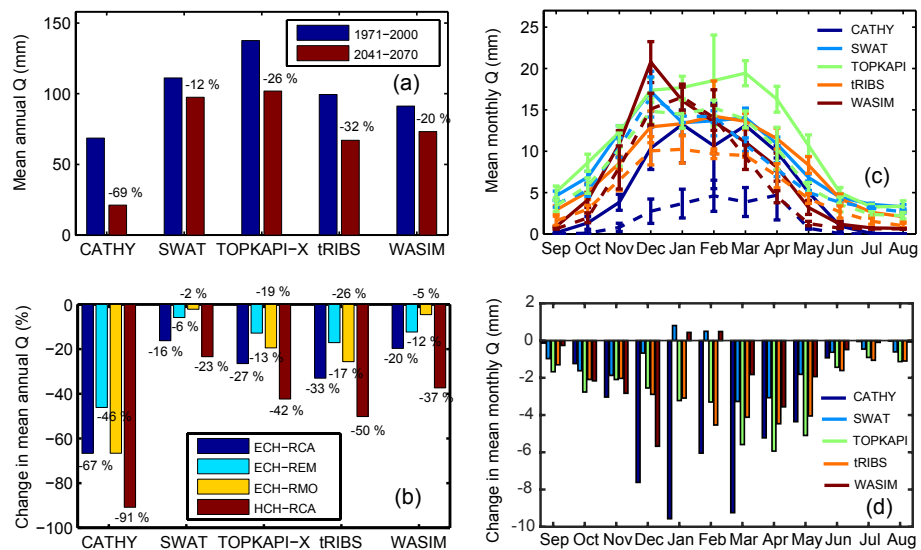 Mean annual Q (mm)
150
100
50
0
1971−2000
2041−2070
(a)
-69 %
-12 %
-26 %
-32 %
-20 %
CATHY
SWAT
TOPKAPI−X
tRIBS
WASIM
Mean monthly Q (mm)
25
20
15
10
5
0
CATHY
SWAT
TOPKAPI
tRIBS
WASIM
(c)
Sep Oct Nov Dec Jan Feb Mar Apr May Jun Jul Aug
Change in mean annual Q (%)
0
−20
−40
−60
−80
−100
-67 %
-46 %
-67 %
-91 %
-16 %
-6 %
-2 %
-23 %
-27 %
-13 %
-19 %
-42 %
-33 %
-17 %
-26 %
-50 %
-20 %
-12 %
-5 %
-37 %
ECH−RCA
ECH−REM
ECH−RMO
HCH−RCA
(b)
CATHY
SWAT
TOPKAPI−X
tRIBS
WASIM
Change in mean monthly Q (mm)
2
0
-2
-4
-6
-8
-10
CATHY
SWAT
TOPKAPI
tRIBS
WASIM
(d)
Sep Oct Nov Dec Jan Feb Mar Apr May Jun Jul Aug